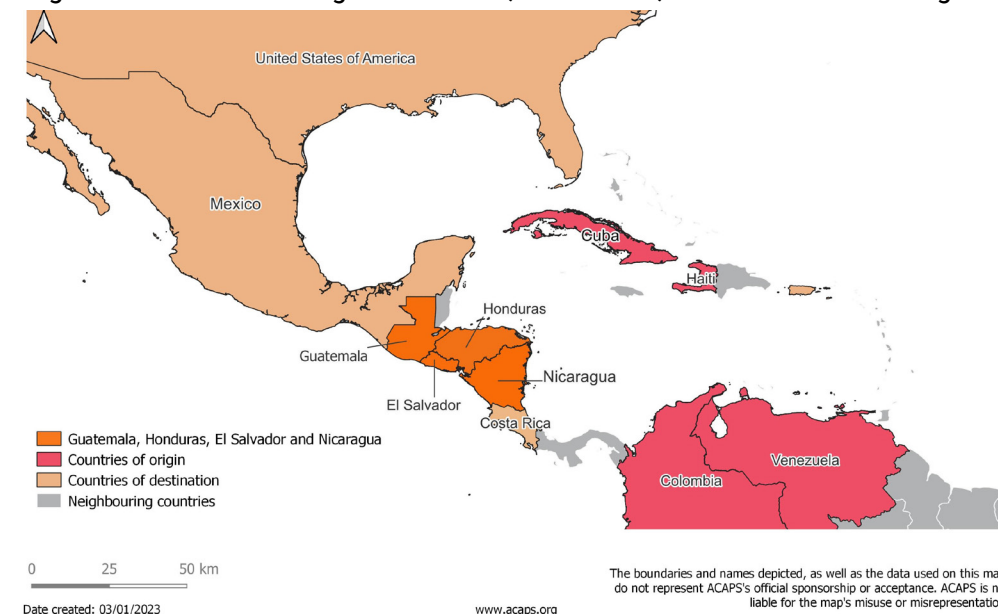 United States of America
Mexico
Cuba
Haiti
Honduras
Guatemala
Nicaragua
El Salvador
Costa Rica
Guatemala, Honduras, El Salvador and Nicaragua
Countries of origin
Countries of destination
Neighbouring countries
Venezuela
Colombia
0 25 50 km
The boundaries and names depicted, as well as the data used on this
do not represent ACAPS's official sponsorship or acceptance. ACAPS is
liable for the map's misuse or
Date created: 03/01/2023
www.acaps.org